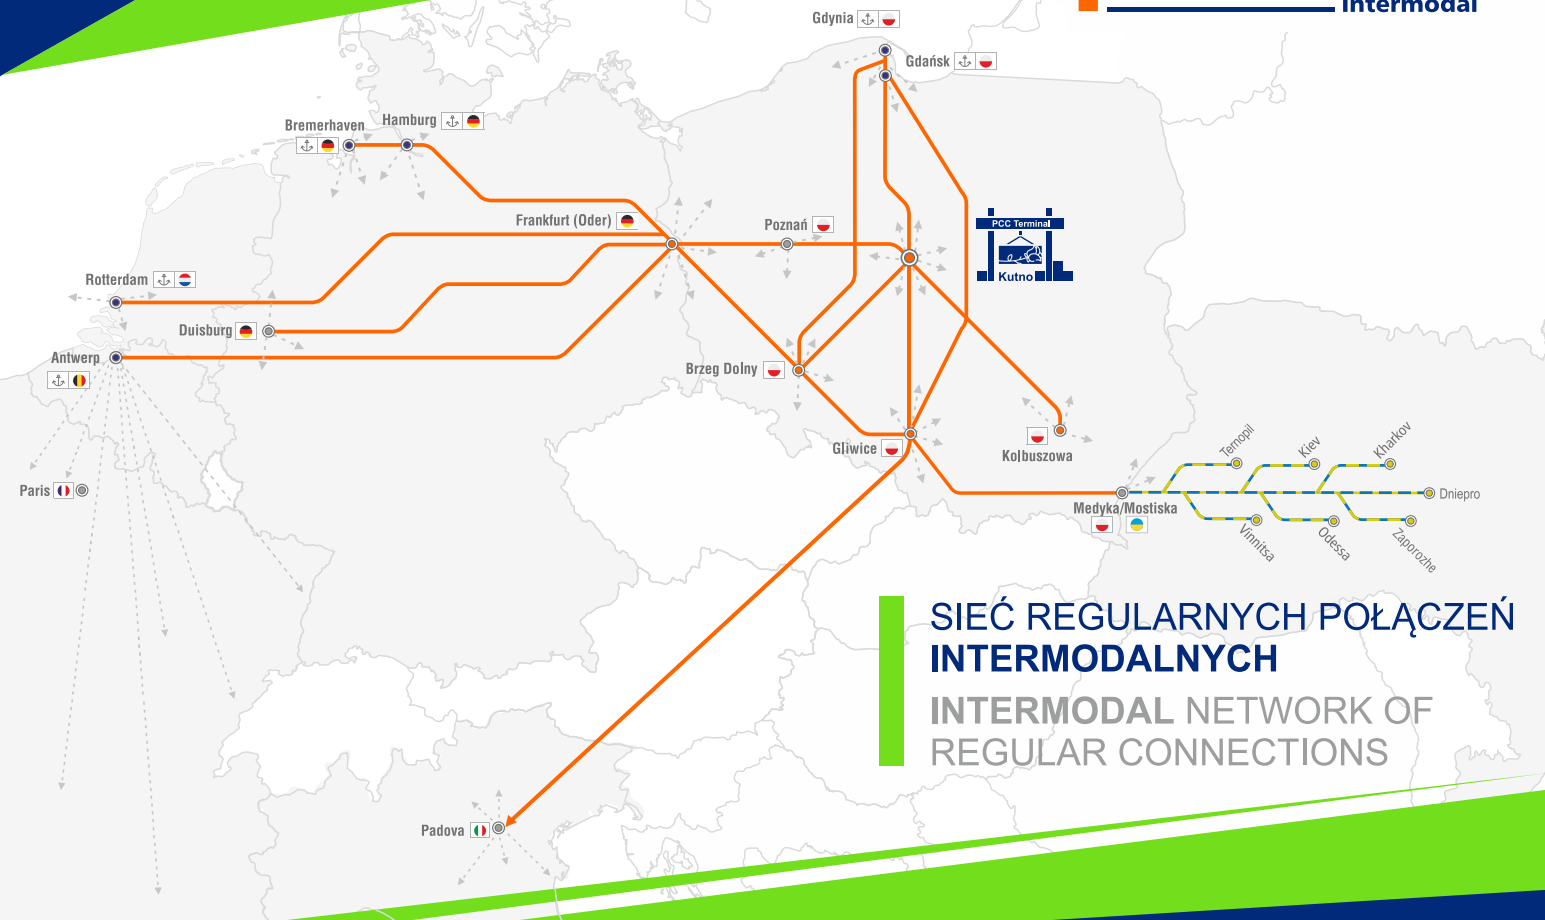 Intermodal
Gdynia
Gdańsk
Hamburg
Bremerhaven
Frankfurt (Oder)
Poznań
PCC Terminal
Kutno
Rotterdam
Duisburg
Antwerp
Brzeg Dolny
Gliwice
Kolbuszowa
Paris
Ternopil
Kiev
Kharkov
Dniepro
Medyka/Mostiska
Vinnitsa
Odessa
Zaporozhe
SIEĆ REGULARNYCH POŁĄCZEŃ
INTERMODALNYCH
INTERMODAL NETWORK OF
REGULAR CONNECTIONS
Padova